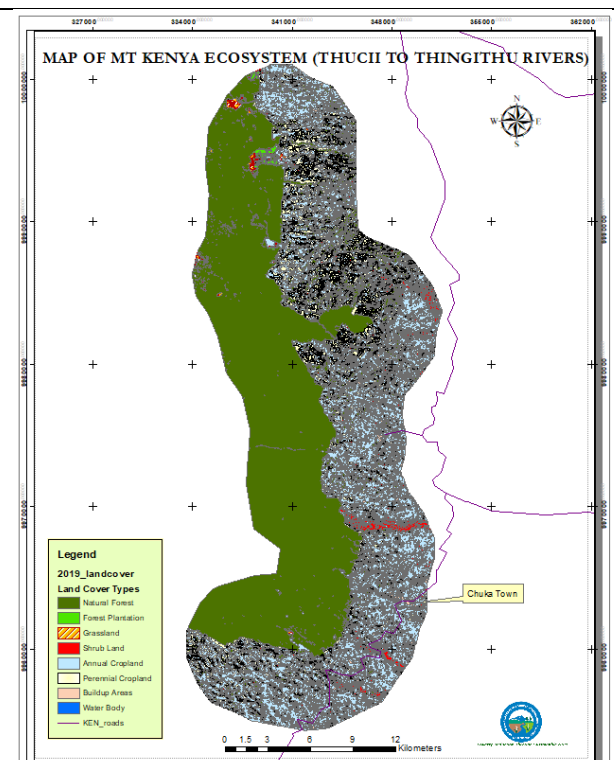 MAP OF MT KENYA ECOSYSTEM (THUCII TO THINGITHU RIVERS)
327000 334000 341000 348000 355000 362000
N
W E
S
Chuka Town
Legend
2019_landcover
Land Cover Types
Natural Forest
Forest Plantation
Grassland
Shrub Land
Annual Cropland
Perennial Cropland
Buildup Areas
Water Body
KEN_roads
0 1.5 3 6 9 12
Kilometers